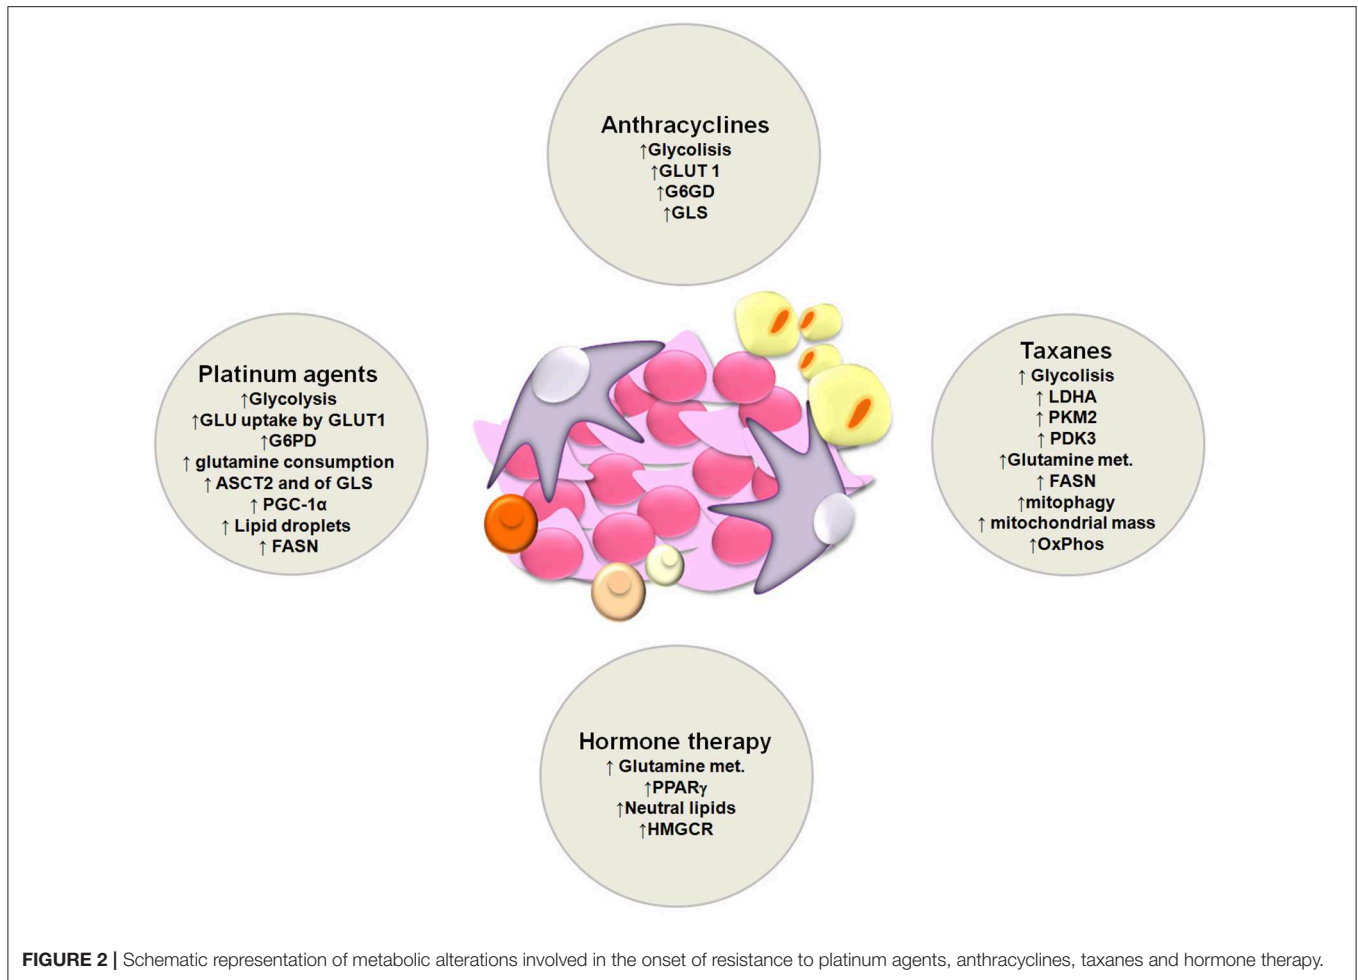 Anthracyclines
↑Glycolisis
↑GLUT 1
↑G6GD
↑GLS
Platinum agents
↑Glycolysis
↑GLU uptake by GLUT1
↑G6PD
↑ glutamine consumption
↑ ASCT2 and of GLS
↑ PGC-1α
↑ Lipid droplets
↑ FASN
Taxanes
↑ Glycolisis
↑ LDHA
↑ PKM2
↑ PDK3
↑Glutamine met.
↑ FASN
↑mitophagy
↑ mitochondrial mass
↑OxPhos
Hormone therapy
↑ Glutamine met.
↑PPARγ
↑Neutral lipids
↑HMGCR
FIGURE 2 | Schematic representation of metabolic alterations involved in the onset of resistance to platinum agents, anthracyclines, taxanes and hormone therapy.